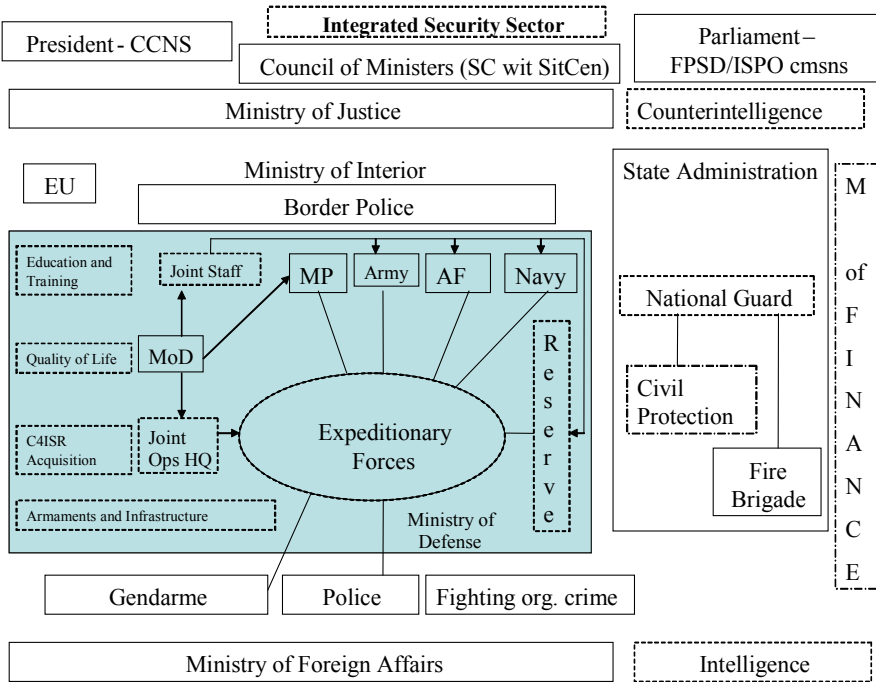 Integrated Security Sector
President - CCNS
Council of Ministers (SC wit SitCen)
Parliament –
FPSD/ISPO cmsns
Ministry of Justice
Counterintelligence
EU
Ministry of Interior
Border Police
State Administration
M
of
F
I
N
A
N
C
E
Education and
Training
Joint Staff
MP
Army
AF
Navy
National Guard
Quality of Life
MoD
R
e
s
e
r
v
e
Civil
Protection
C4ISR
Acquisition
Joint
Ops HQ
Expeditionary
Forces
Fire
Brigade
Armaments and Infrastructure
Ministry of
Defense
Gendarme
Police
Fighting org. crime
Ministry of Foreign Affairs
Intelligence